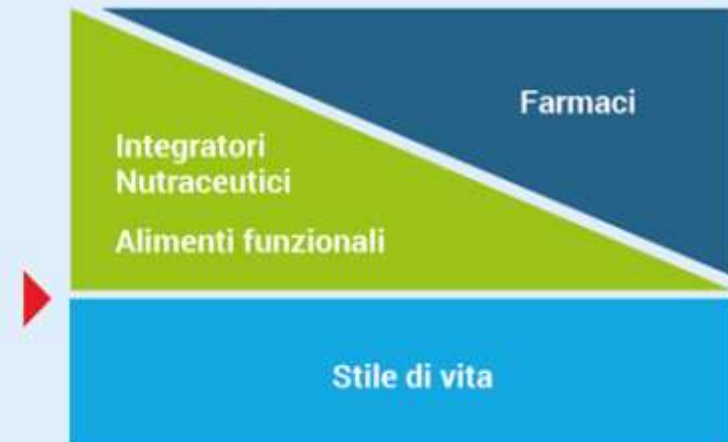 Farmaci
Integratori
Nutraceutici
Alimenti funzionali
Stile di vita